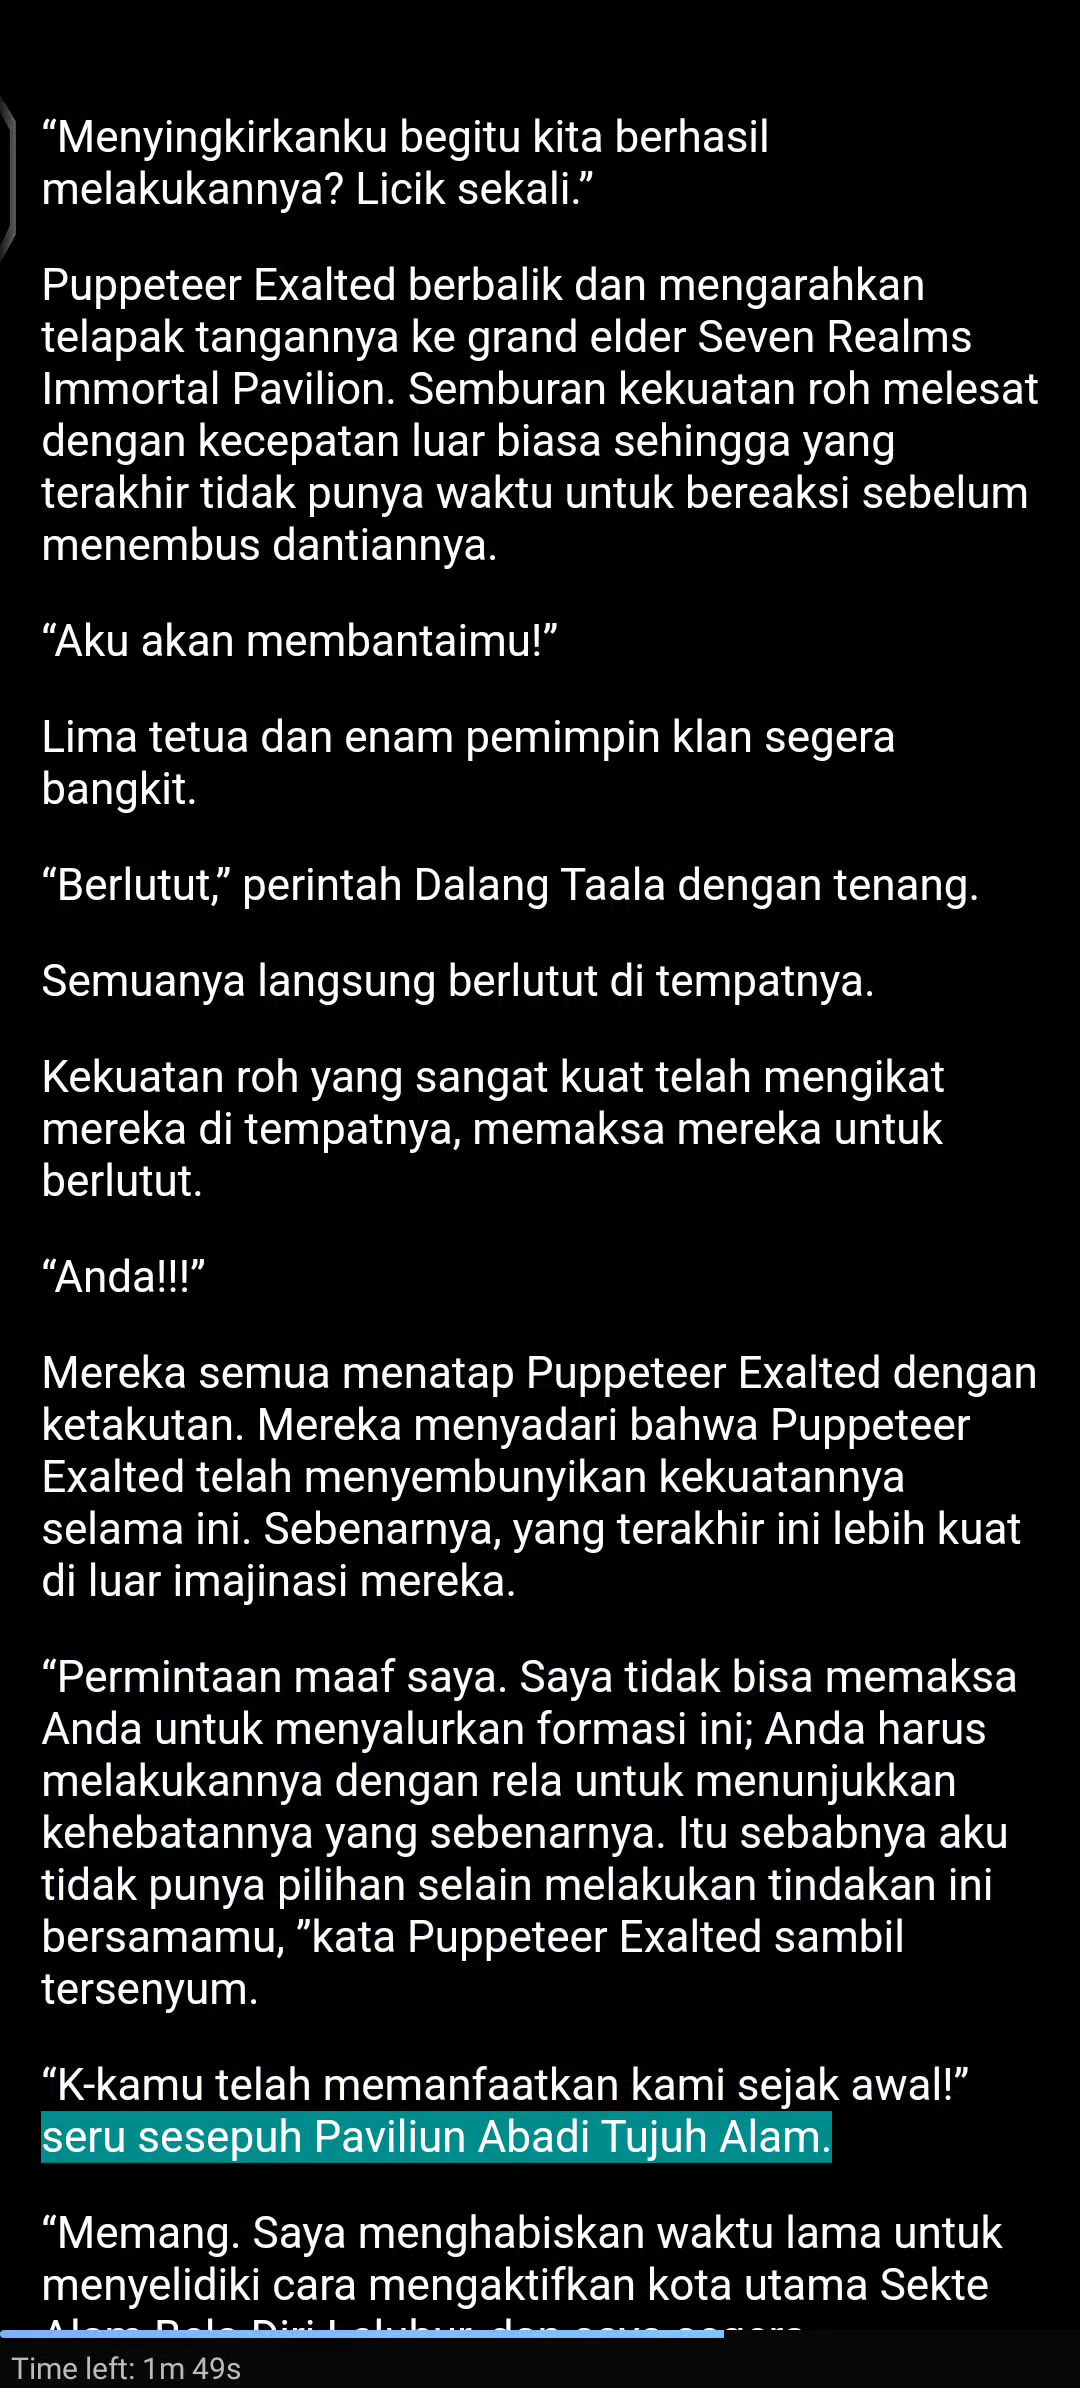 “Menyingkirkanku begitu kita berhasil
melakukannya? Licik sekali.”
Puppeteer Exalted berbalik dan mengarahkan
telapak tangannya ke grand elder Seven Realms
Immortal Pavilion. Semburan kekuatan roh melesat
dengan kecepatan luar biasa sehingga yang
terakhir tidak punya waktu untuk bereaksi sebelum
menembus dantiannya.
“Aku akan membantaimu!”
Lima tetua dan enam pemimpin klan segera
bangkit.
“Berlutut,” perintah Dalang Taala dengan tenang.
Semuanya langsung berlutut di tempatnya.
Kekuatan roh yang sangat kuat telah mengikat
mereka di tempatnya, memaksa mereka untuk
berlutut.
“Anda!!!”
Mereka semua menatap Puppeteer Exalted dengan
ketakutan. Mereka menyadari bahwa Puppeteer
Exalted telah menyembunyikan kekuatannya
selama ini. Sebenarnya, yang terakhir ini lebih kuat
di luar imajinasi mereka.
“Permintaan maaf saya. Saya tidak bisa memaksa
Anda untuk menyalurkan formasi ini; Anda harus
melakukannya dengan rela untuk menunjukkan
kehebatannya yang sebenarnya. Itu sebabnya aku
tidak punya pilihan selain melakukan tindakan ini
bersamamu, ”kata Puppeteer Exalted sambil
tersenyum.
“K-kamu telah memanfaatkan kami sejak awal!”
seru sesepuh Paviliun Abadi Tujuh Alam.
“Memang. Saya menghabiskan waktu lama untuk
menyelidiki cara mengaktifkan kota utama Sekte
Alam Bela Diri Leluhur, dan saya segera
Time left: 1m 49s